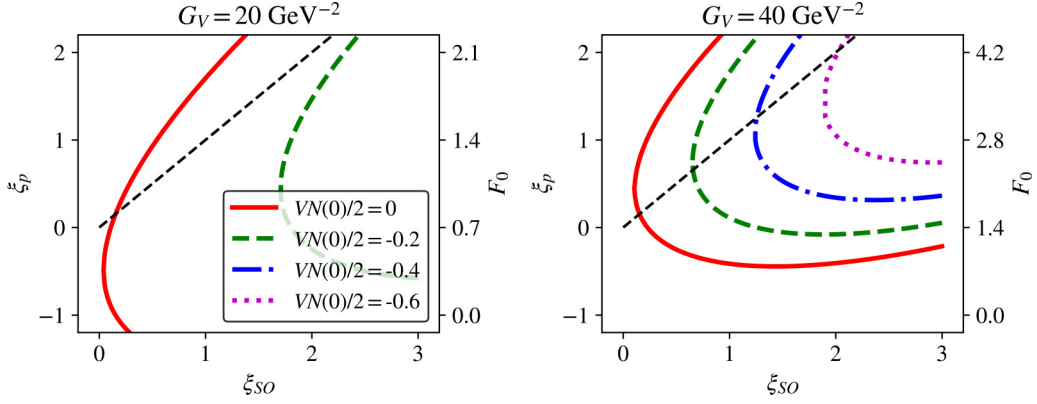 G_V = 20 GeV⁻²
2
1
0
−1
ξ_p
0
1
2
3
ξ_SO
2.1
1.4
0.7
0.0
F_0
VN(0)/2 = 0
VN(0)/2 = -0.2
VN(0)/2 = -0.4
VN(0)/2 = -0.6
G_V = 40 GeV⁻²
2
1
0
−1
ξ_p
0
1
2
3
ξ_SO
4.2
2.8
1.4
0.0
F_0